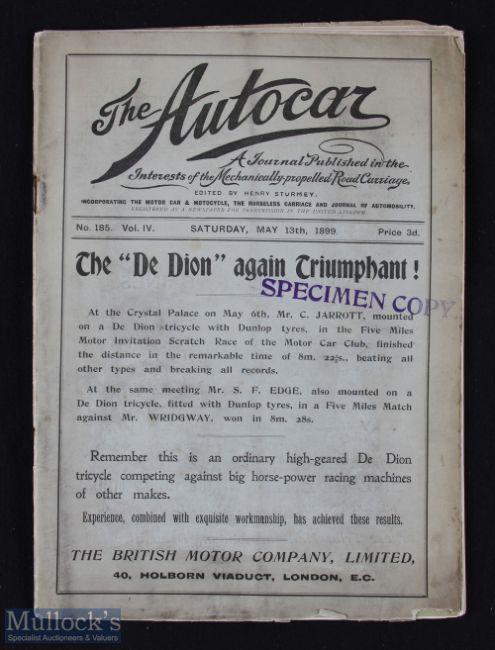 The Autocar
A Journal Published in the
Interests of the Mechanically-propelled Road Carriage.
EDITED BY HENRY STURMEY.
INCORPORATING THE MOTOR CAR & MOTOCYCLE, THE HORSELESS CARRIAGE AND JOURNAL OF AUTOMOBILITY.
REGISTERED AS A NEWSPAPER FOR TRANSMISSION IN THE UNITED KINGDOM.
No. 185. Vol. IV. SATURDAY, MAY 13th, 1899. Price 3d.
The "De Dion" again Triumphant!
SPECIMEN COPY
At the Crystal Palace on May 6th, Mr. C. JARROTT, mounted
on a De Dion tricycle with Dunlop tyres, in the Five Miles
Motor Invitation Scratch Race of the Motor Car Club, finished
the distance in the remarkable time of 8m. 22⅖s., beating all
other types and breaking all records.
At the same meeting Mr. S. F. EDGE, also mounted on a
De Dion tricycle, fitted with Dunlop tyres, in a Five Miles Match
against Mr. WRIDGWAY, won in 8m. 28s.
Remember this is an ordinary high-geared De Dion
tricycle competing against big horse-power racing machines
of other makes.
Experience, combined with exquisite workmanship, has achieved these results.
THE BRITISH MOTOR COMPANY, LIMITED,
40, HOLBORN VIADUCT, LONDON, E.C.
Mullock's
Specialist Auctioneers & Valuers